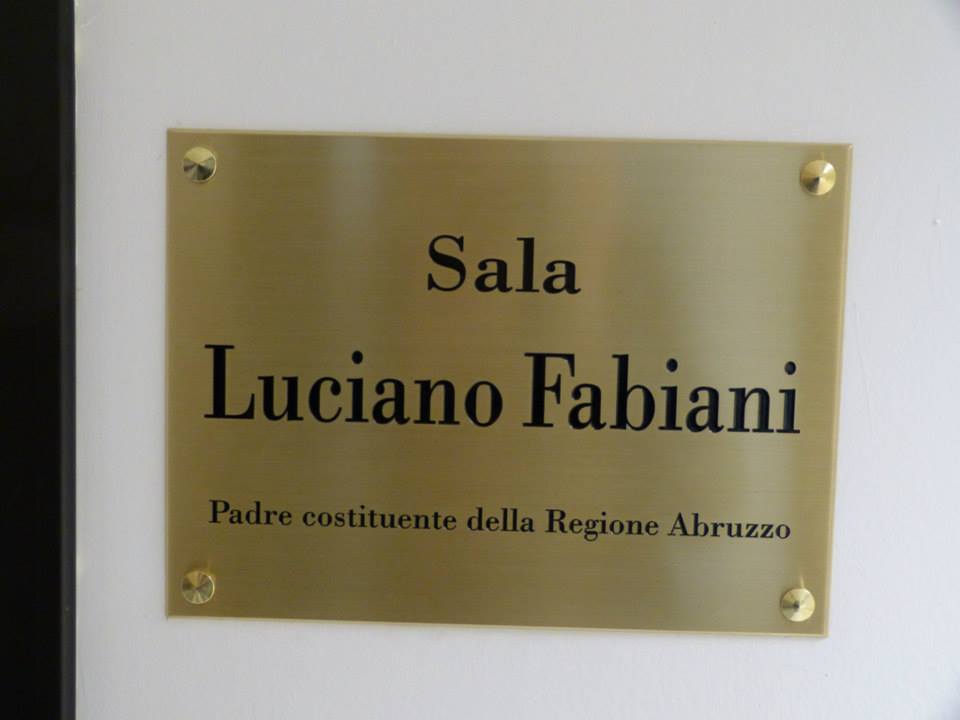 Sala
Luciano Fabiani
Padre costituente della Regione Abruzzo